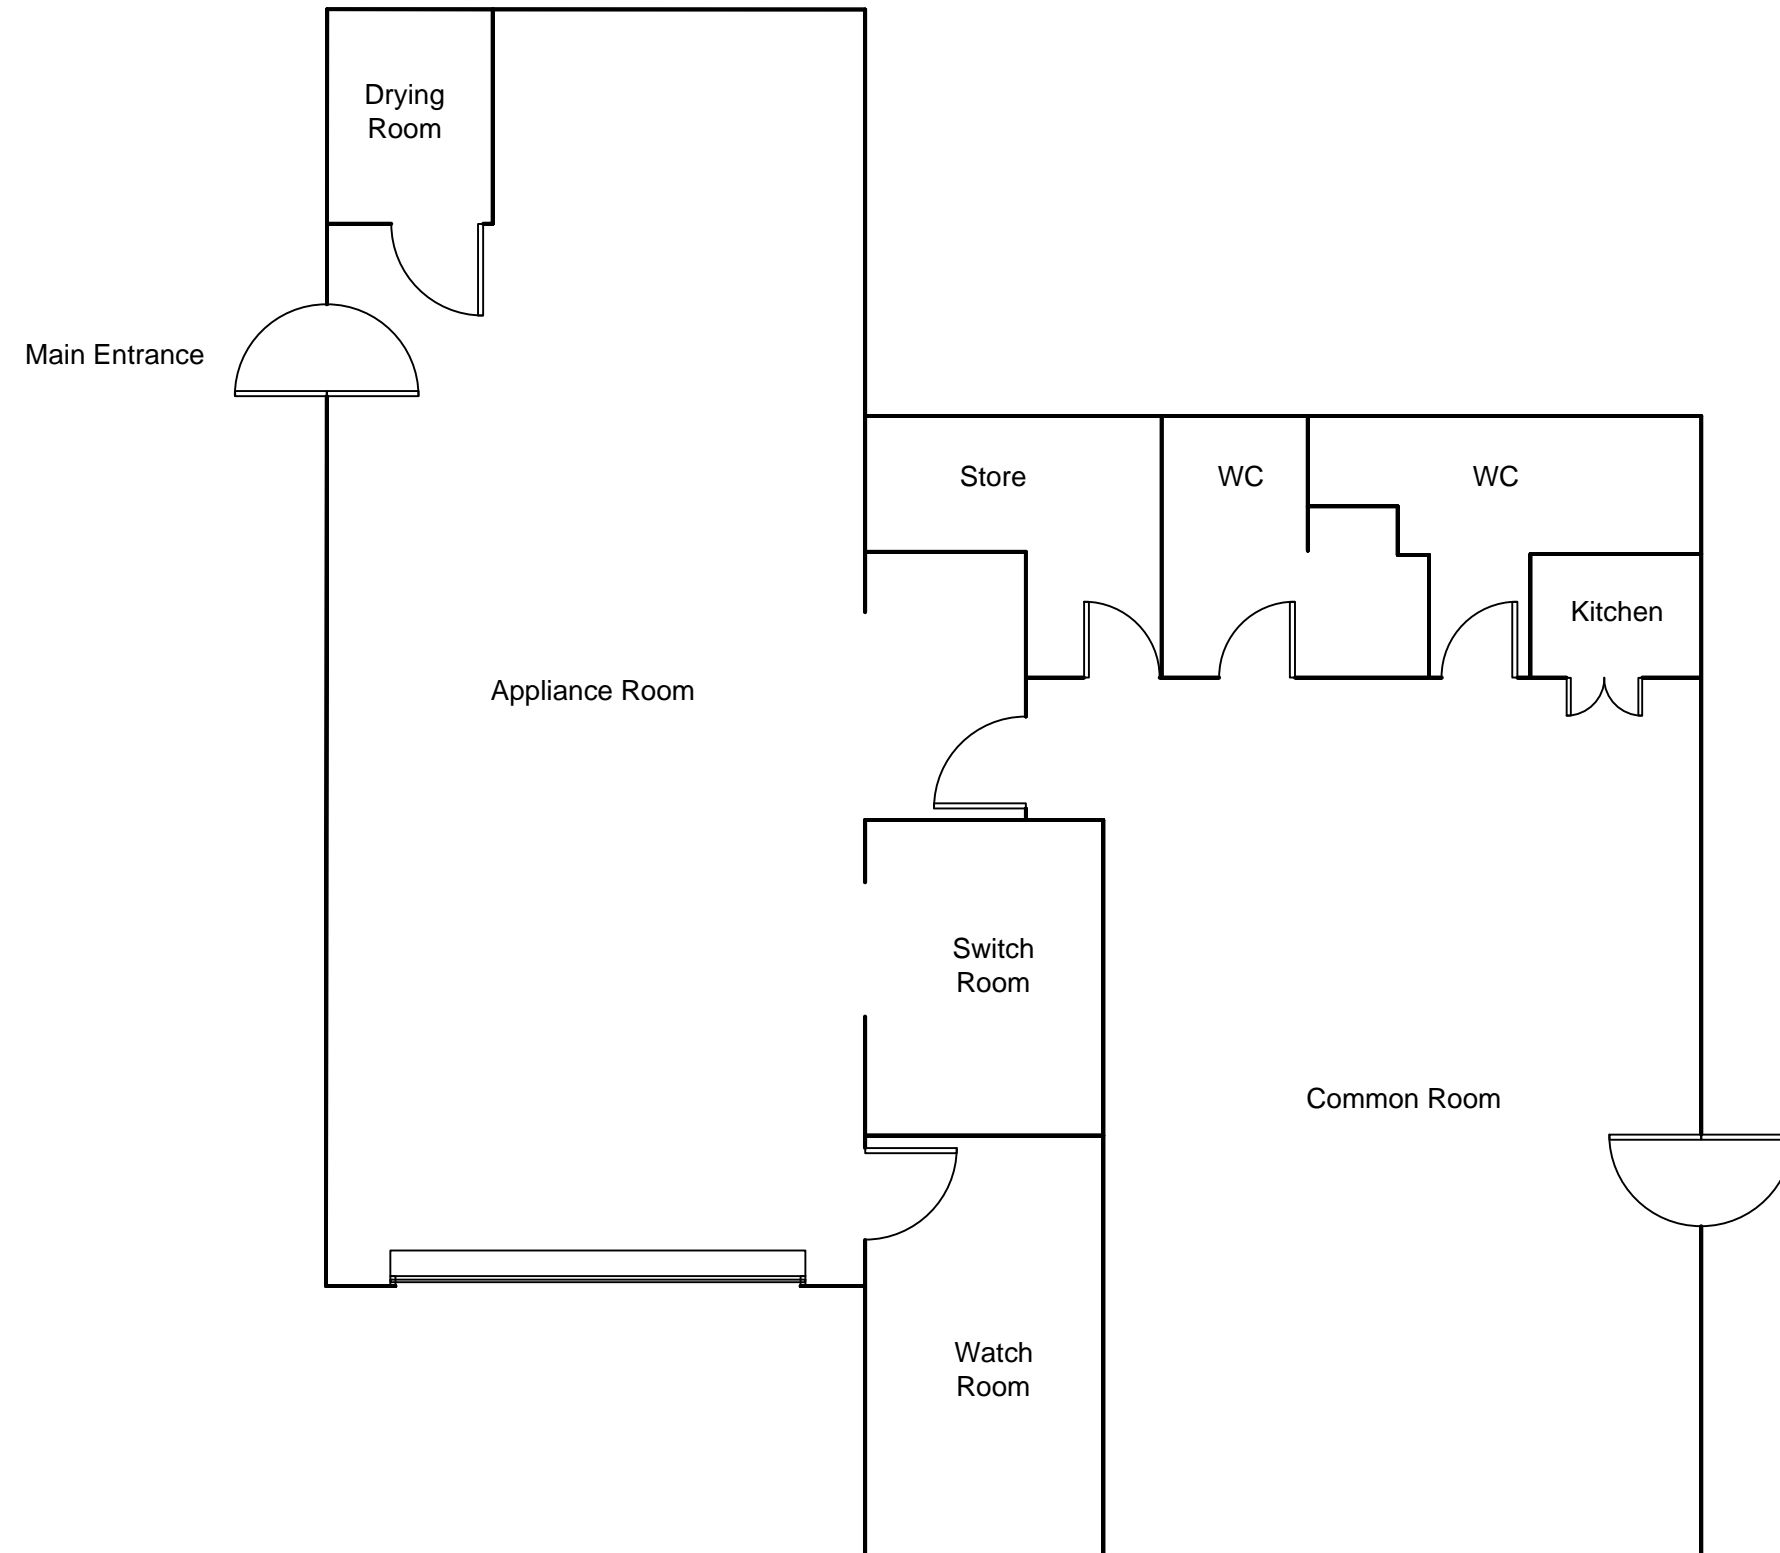 Drying
Room
Main Entrance
Store
WC
WC
Kitchen
Appliance Room
Switch
Room
Common Room
Watch
Room